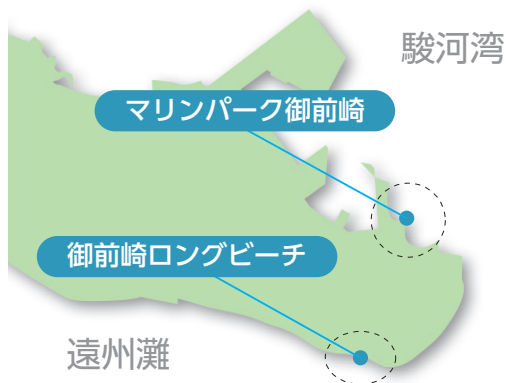 駿河湾
マリンパーク御前崎
御前崎ロングビーチ
遠州灘